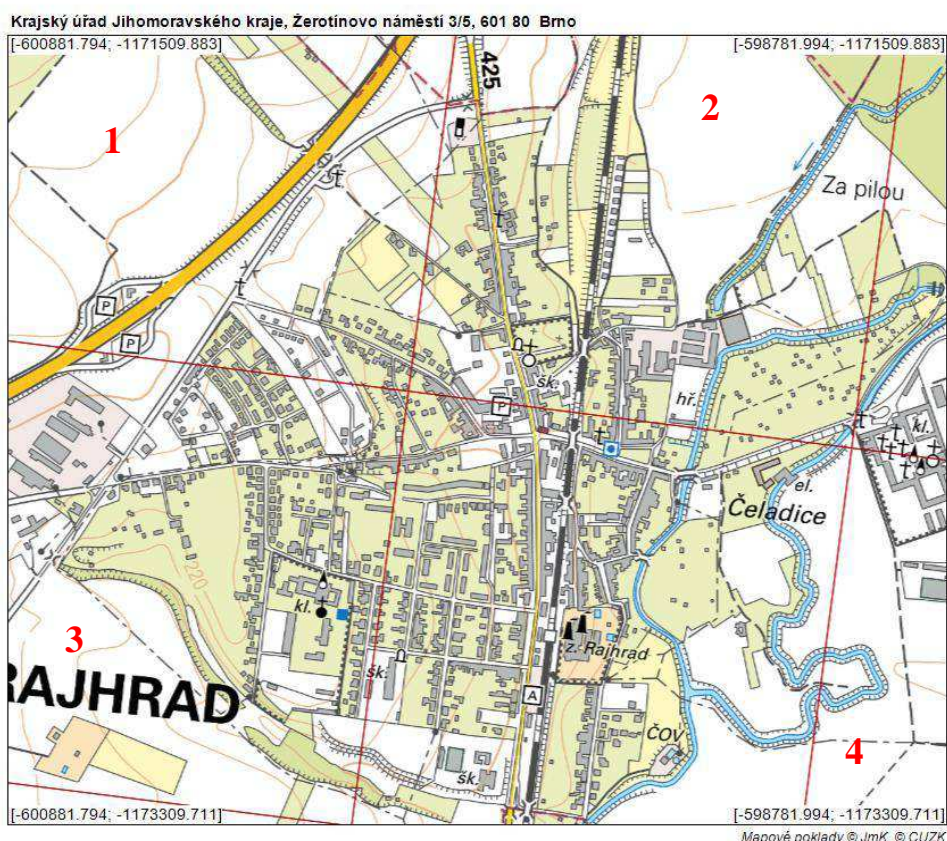 Krajský úřad Jihomoravského kraje, Žerotínovo náměstí 3/5, 601 80 Brno
[-600881.794; -1171509.883]
[-598781.994; -1171509.883]
425
1
2
Za pilou
P
P
šk.
hř.
P
kl.
el.
Čeladice
220
kl.
3
šk.
z. Rajhrad
RAJHRAD
A
ČOV
4
šk.
[-600881.794; -1173309.711]
[-598781.994; -1173309.711]
Mapové poklady © JmK, © CUZK